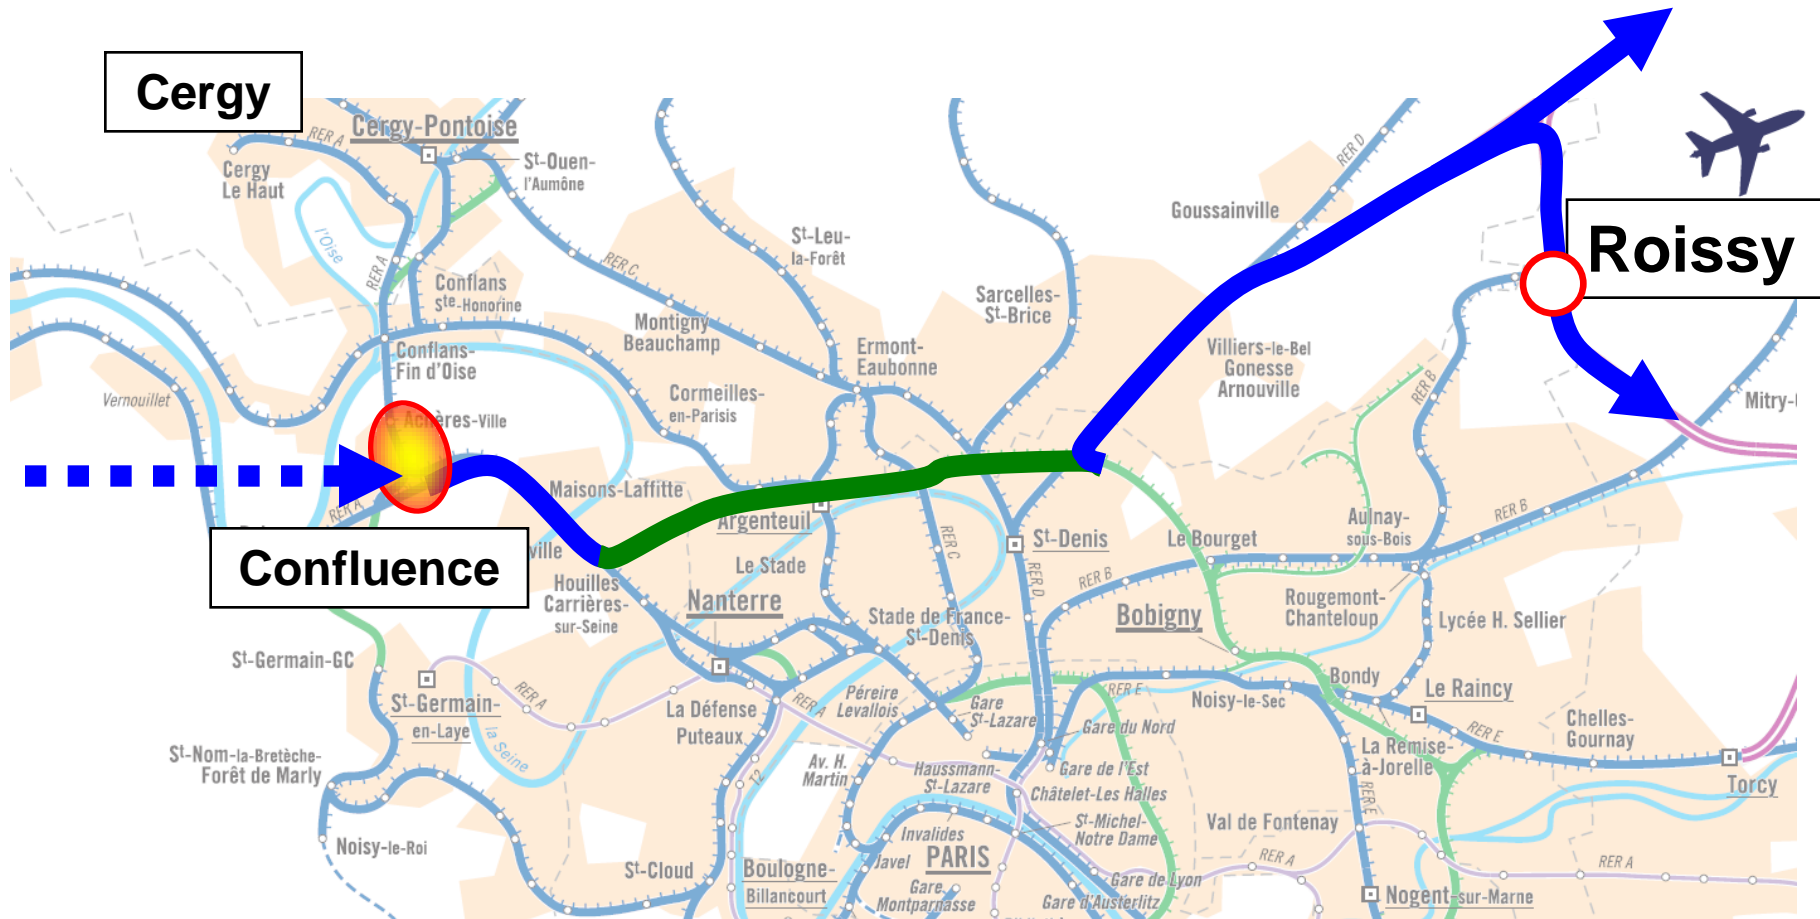 Cergy
RER A
Cergy-Pontoise
Cergy
Le Haut
St-Ouen-
l'Aumône
l'Oise
RER A
RER C
St-Leu-
la-Forêt
Goussainville
RER D
Roissy
Conflans
Ste-Honorine
Montigny
Beauchamp
Sarcelles-
St-Brice
Conflans-
Fin d'Oise
Ermont-
Eaubonne
Villiers-le-Bel
Gonesse
Arnouville
Vernouillet
Cormeilles-
en-Parisis
RER B
Mitry-
Achères-Ville
Maisons-Laffitte
RER A
Argenteuil
RER C
St-Denis
Le Bourget
Aulnay-
sous-Bois
RER B
Confluence
ville
Le Stade
RER D
RER B
Houilles
Carrières-
sur-Seine
Nanterre
Stade de France-
St-Denis
Bobigny
Rougemont-
Chanteloup
Lycée H. Sellier
St-Germain-GC
St-Germain-
en-Laye
RER A
la Seine
La Défense
Puteaux
RER A
Péreire
Levallois
Gare
St-Lazare
RER E
Gare du Nord
Noisy-le-Sec
Bondy
Le Raincy
RER E
Chelles-
Gournay
St-Nom-la-Bretèche-
Forêt de Marly
T2
Av. H.
Martin
Haussmann-
St-Lazare
Gare de l'Est
Châtelet-Les Halles
La Remise-
à-Jorelle
RER E
Torcy
Noisy-le-Roi
St-Cloud
Boulogne-
Billancourt
Invalides
Javel
PARIS
St-Michel-
Notre Dame
Val de Fontenay
RER A
RER A
Gare
Montparnasse
Gare de Lyon
Gare d'Austerlitz
Nogent-sur-Marne